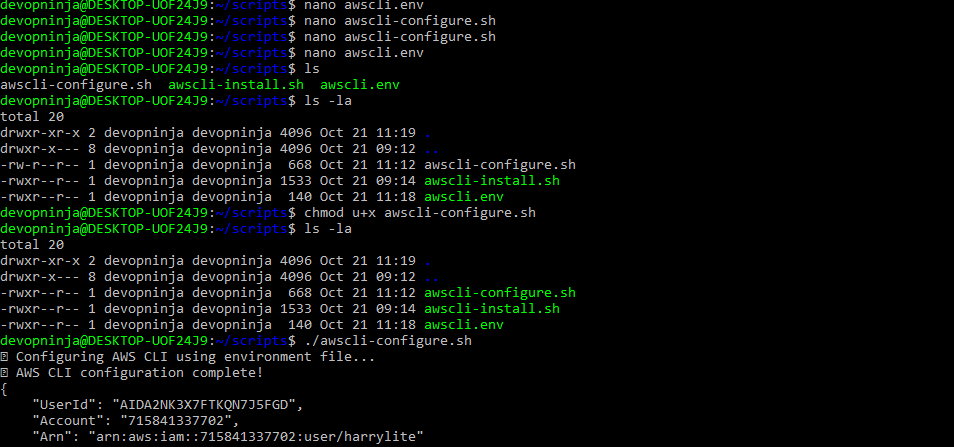 devopninja@DESKTOP-UOF24J9:~/scripts$ nano awscli.env
devopninja@DESKTOP-UOF24J9:~/scripts$ nano awscli-configure.sh
devopninja@DESKTOP-UOF24J9:~/scripts$ nano awscli-configure.sh
devopninja@DESKTOP-UOF24J9:~/scripts$ nano awscli.env
devopninja@DESKTOP-UOF24J9:~/scripts$ ls
awscli-configure.sh  awscli-install.sh  awscli.env
devopninja@DESKTOP-UOF24J9:~/scripts$ ls -la
total 20
drwxr-xr-x 2 devopninja devopninja 4096 Oct 21 11:19 .
drwxr-x--- 8 devopninja devopninja 4096 Oct 21 09:12 ..
-rw-r--r-- 1 devopninja devopninja  668 Oct 21 11:12 awscli-configure.sh
-rwxr--r-- 1 devopninja devopninja 1533 Oct 21 09:14 awscli-install.sh
-rwxr--r-- 1 devopninja devopninja  140 Oct 21 11:18 awscli.env
devopninja@DESKTOP-UOF24J9:~/scripts$ chmod u+x awscli-configure.sh
devopninja@DESKTOP-UOF24J9:~/scripts$ ls -la
total 20
drwxr-xr-x 2 devopninja devopninja 4096 Oct 21 11:19 .
drwxr-x--- 8 devopninja devopninja 4096 Oct 21 09:12 ..
-rwxr--r-- 1 devopninja devopninja  668 Oct 21 11:12 awscli-configure.sh
-rwxr--r-- 1 devopninja devopninja 1533 Oct 21 09:14 awscli-install.sh
-rwxr--r-- 1 devopninja devopninja  140 Oct 21 11:18 awscli.env
devopninja@DESKTOP-UOF24J9:~/scripts$ ./awscli-configure.sh
Configuring AWS CLI using environment file...
AWS CLI configuration complete!
{
    "UserId": "AIDA2NK3X7FTKQN7J5FGD",
    "Account": "715841337702",
    "Arn": "arn:aws:iam::715841337702:user/harrylite"